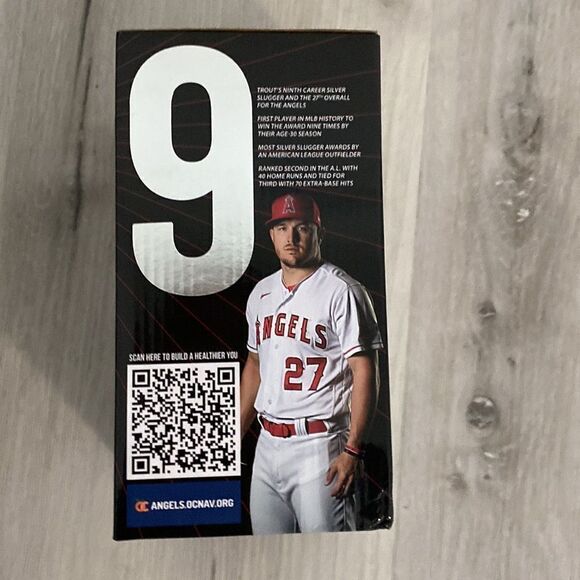 9
TROUT'S NINTH CAREER SILVER
SLUGGER AND THE 27TH OVERALL
FOR THE ANGELS
FIRST PLAYER IN MLB HISTORY TO
WIN THE AWARD NINE TIMES BY
THEIR AGE-30 SEASON
MOST SILVER SLUGGER AWARDS BY
AN AMERICAN LEAGUE OUTFIELDER
RANKED SECOND IN THE A.L. WITH
40 HOME RUNS AND TIED FOR
THIRD WITH 70 EXTRA-BASE HITS
A
ANGELS
27
SCAN HERE TO BUILD A HEALTHIER YOU
OC ANGELS.OCNAV.ORG